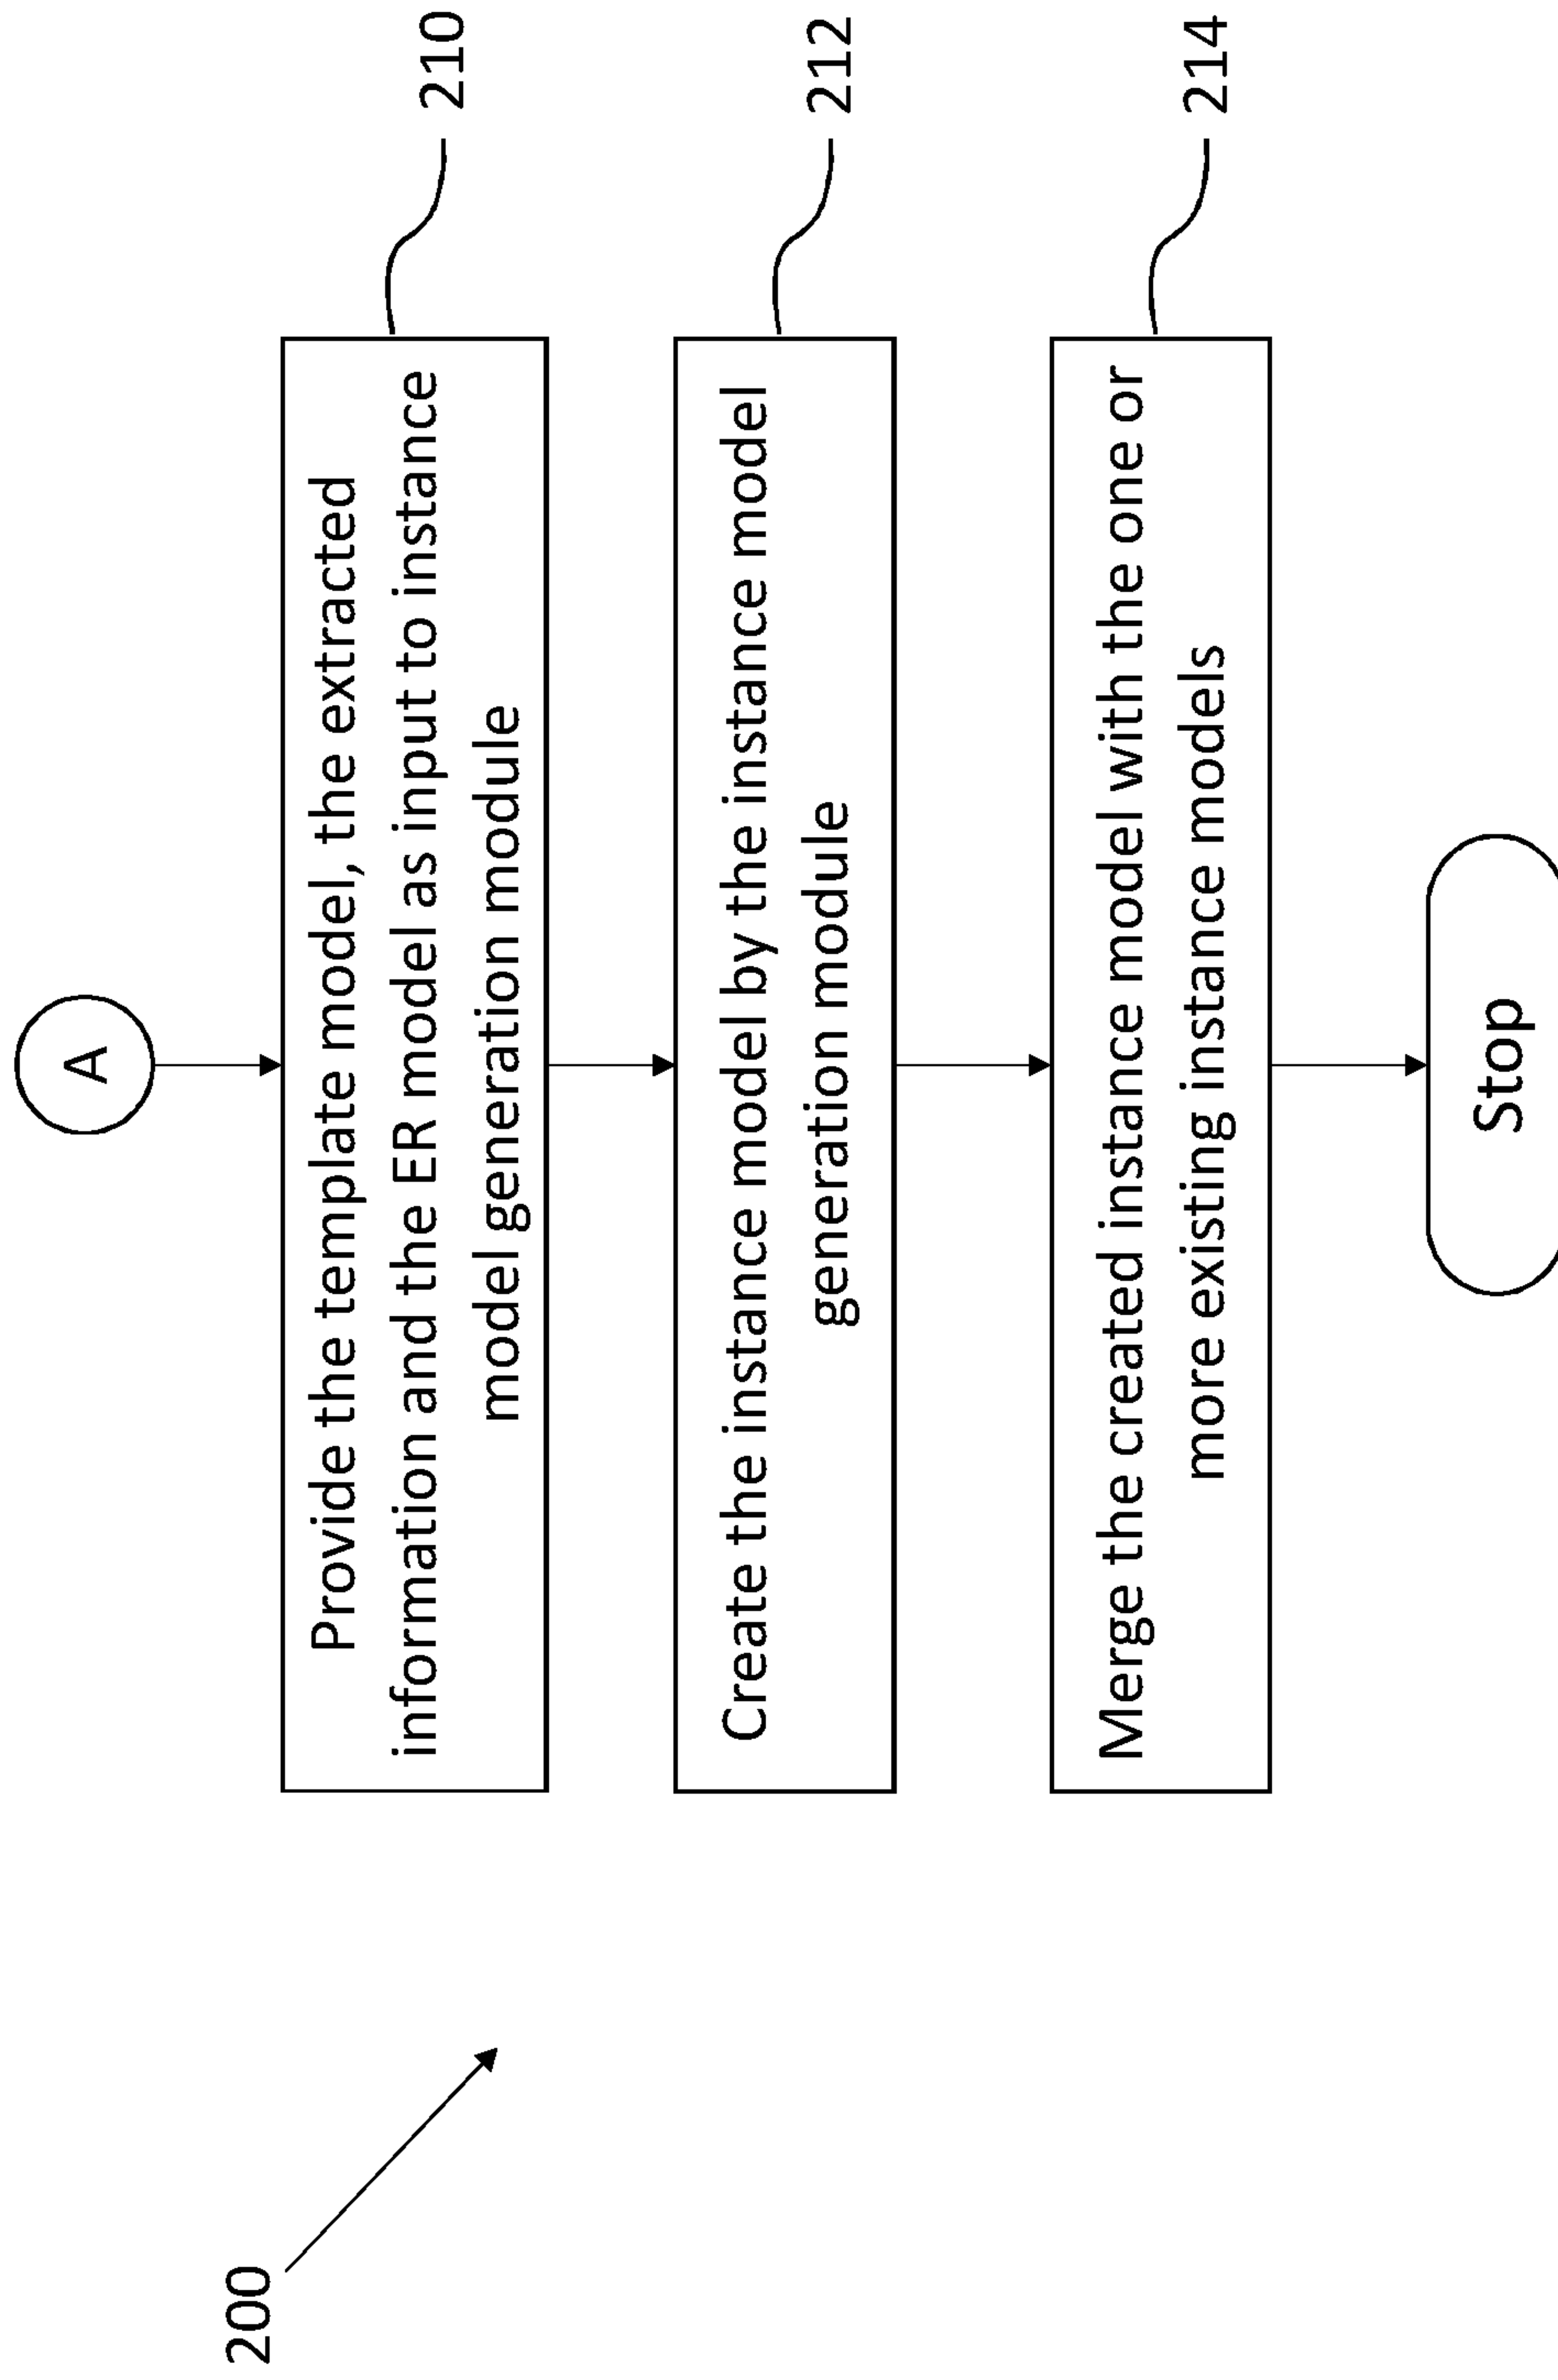 A
Provide the template model, the extracted
information and the ER model as input to instance
model generation module
210
Create the instance model by the instance model
generation module
212
Merge the created instance model with the one or
more existing instance models
214
Stop
200